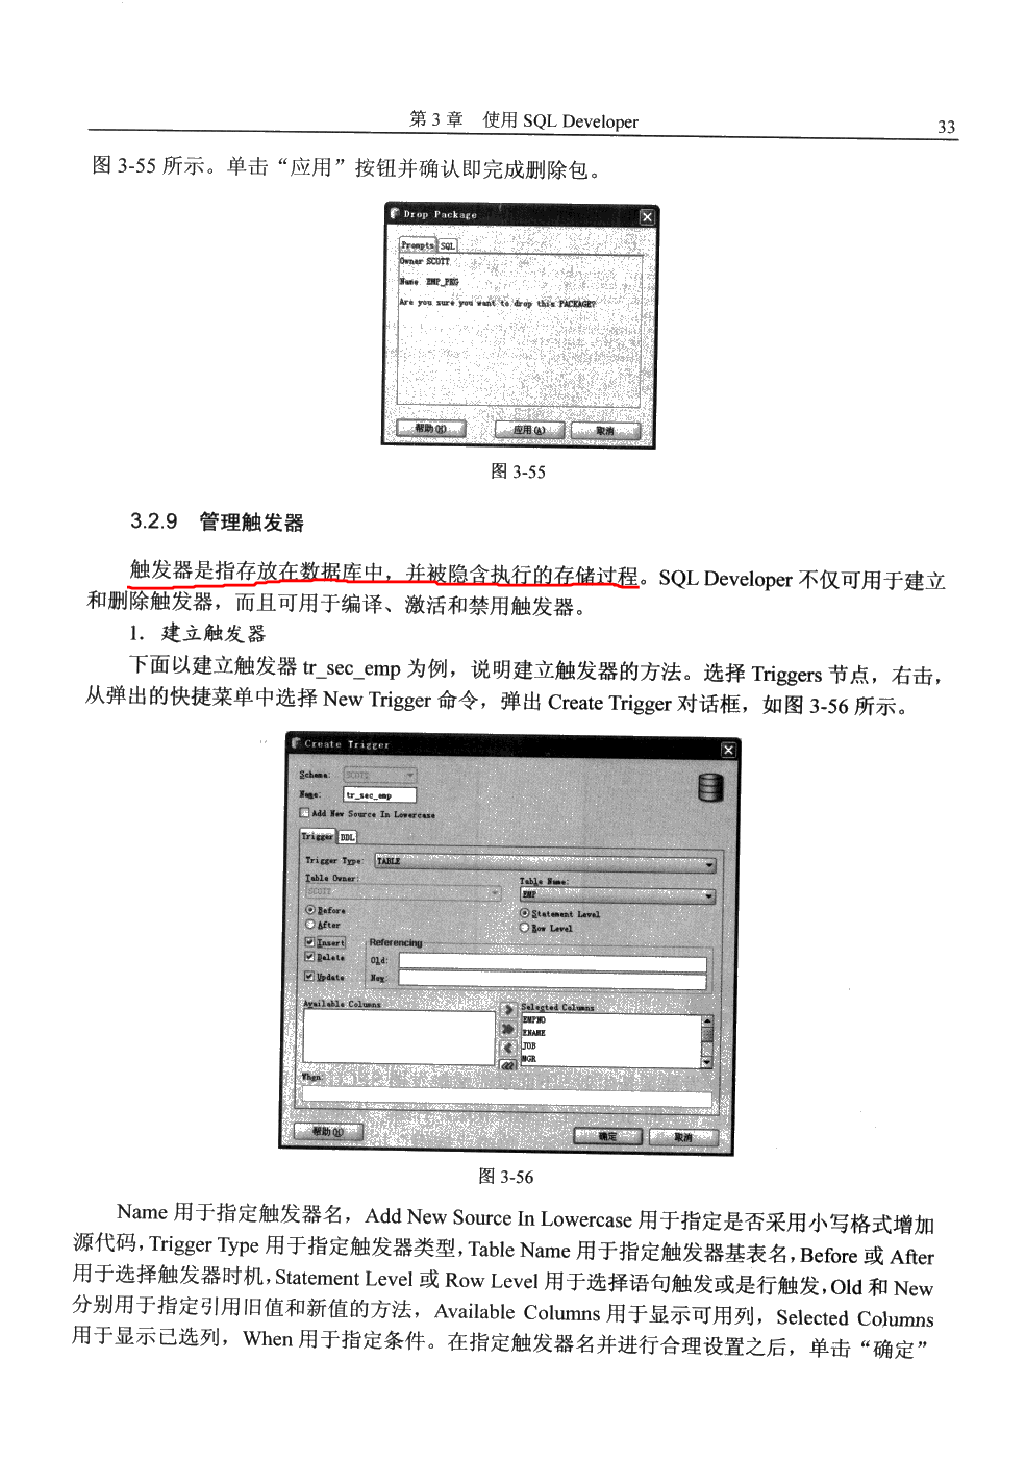 第 3 章　使用 SQL Developer
33
图 3-55 所示。单击“应用”按钮并确认即完成删除包。
Drop Package
Prompts SQL
Owner SCOTT
Name EMP_PKG
Are you sure you want to drop this PACKAGE?
帮助(H) 应用(A) 取消
图 3-55
3.2.9　管理触发器
触发器是指存放在数据库中，并被隐含执行的存储过程。SQL Developer 不仅可用于建立
和删除触发器，而且可用于编译、激活和禁用触发器。
1．建立触发器
下面以建立触发器 tr_sec_emp 为例，说明建立触发器的方法。选择 Triggers 节点，右击，
从弹出的快捷菜单中选择 New Trigger 命令，弹出 Create Trigger 对话框，如图 3-56 所示。
Create Trigger
Schema: SCOTT
Name: tr_sec_emp
Add New Source In Lowercase
Trigger DDL
Trigger Type: TABLE
Table Owner: Table Name:
SCOTT EMP
Before Statement Level
After Row Level
Insert Referencing
Delete Old:
Update New:
Available Columns Selected Columns
EMPNO
ENAME
JOB
MGR
When
帮助(H) 确定 取消
图 3-56
Name 用于指定触发器名，Add New Source In Lowercase 用于指定是否采用小写格式增加
源代码，Trigger Type 用于指定触发器类型，Table Name 用于指定触发器基表名，Before 或 After
用于选择触发器时机，Statement Level 或 Row Level 用于选择语句触发或是行触发，Old 和 New
分别用于指定引用旧值和新值的方法，Available Columns 用于显示可用列，Selected Columns
用于显示已选列，When 用于指定条件。在指定触发器名并进行合理设置之后，单击“确定”